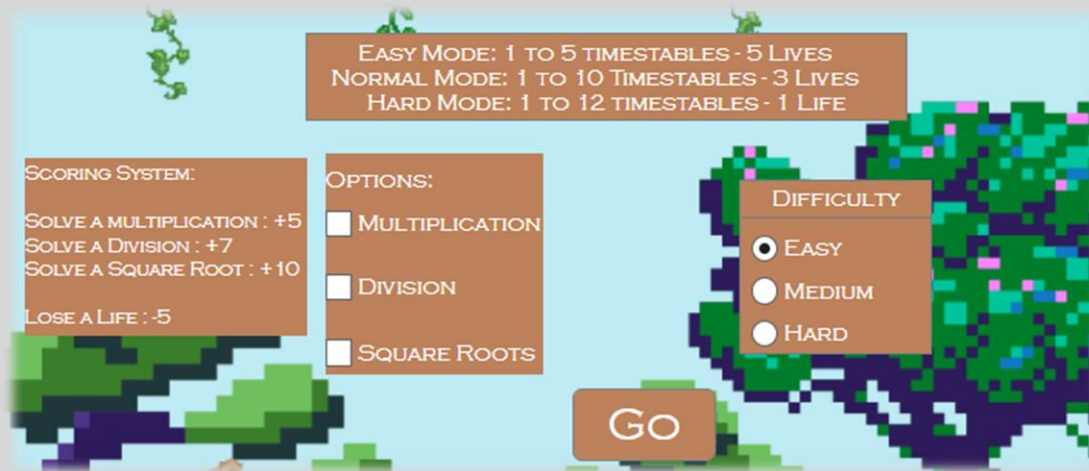 Easy Mode: 1 to 5 timestables - 5 Lives
Normal Mode: 1 to 10 Timestables - 3 Lives
Hard Mode: 1 to 12 timestables - 1 Life
Scoring System:
Solve a multiplication : +5
Solve a Division : +7
Solve a Square Root : +10
Lose a Life : -5
Options:
Multiplication
Division
Square Roots
Difficulty
Easy
Medium
Hard
Go